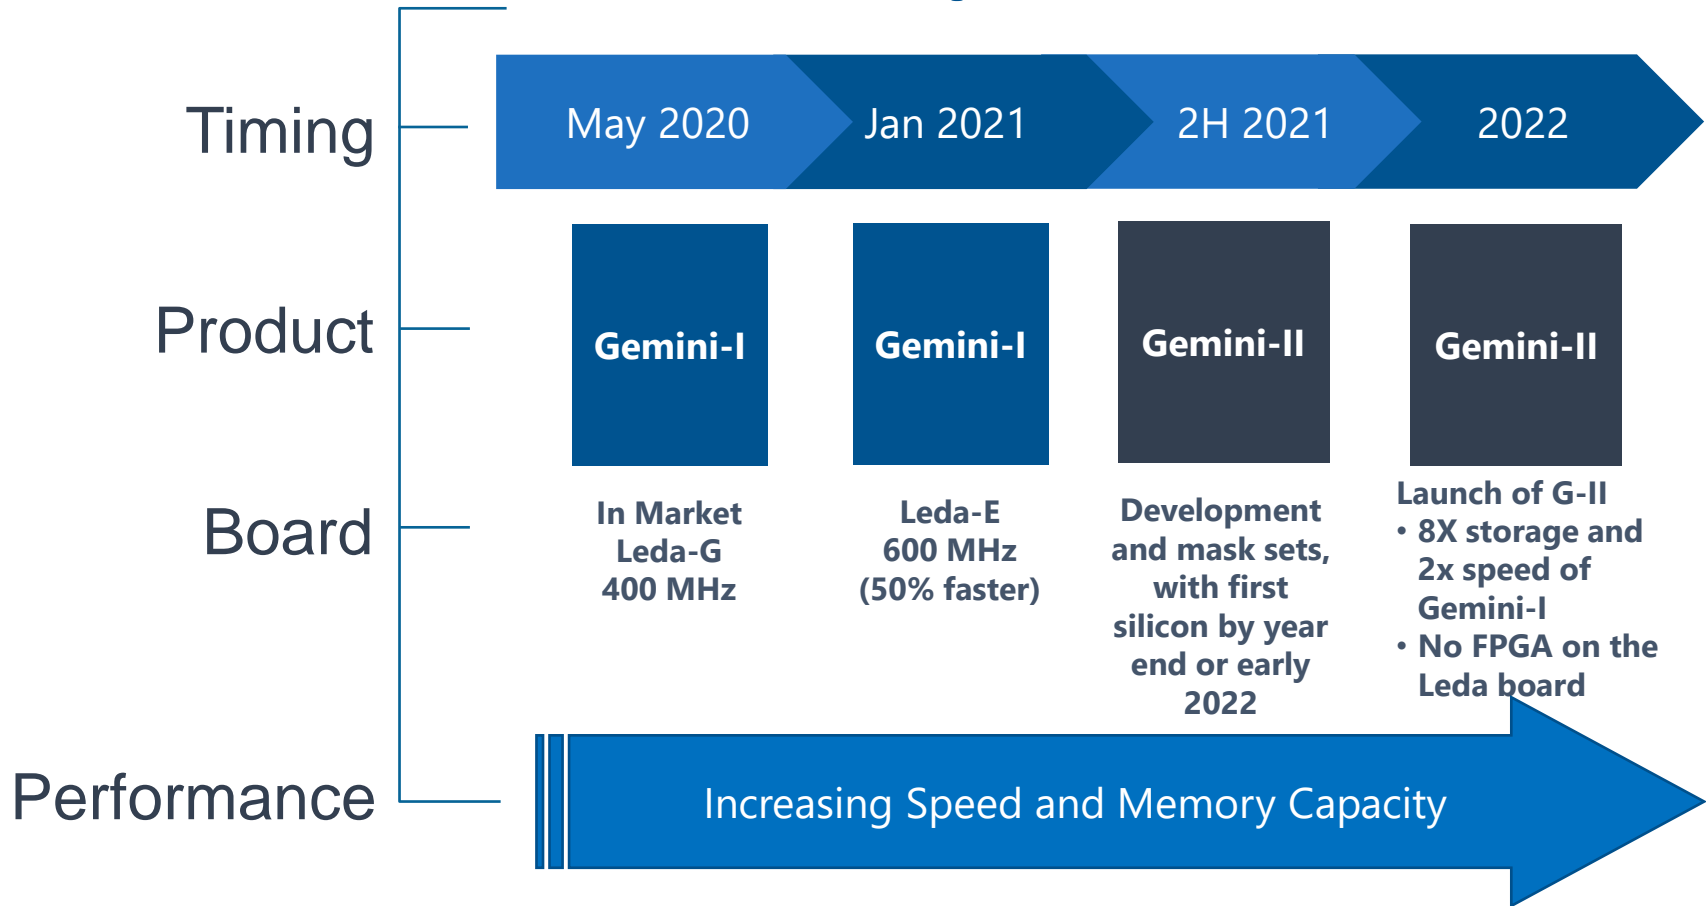 Timing
May 2020
Jan 2021
2H 2021
2022
Product
Gemini-I
Gemini-I
Gemini-II
Gemini-II
Board
In Market
Leda-G
400 MHz
Leda-E
600 MHz
(50% faster)
Development
and mask sets,
with first
silicon by year
end or early
2022
Launch of G-II
• 8X storage and
2x speed of
Gemini-I
• No FPGA on the
Leda board
Performance
Increasing Speed and Memory Capacity